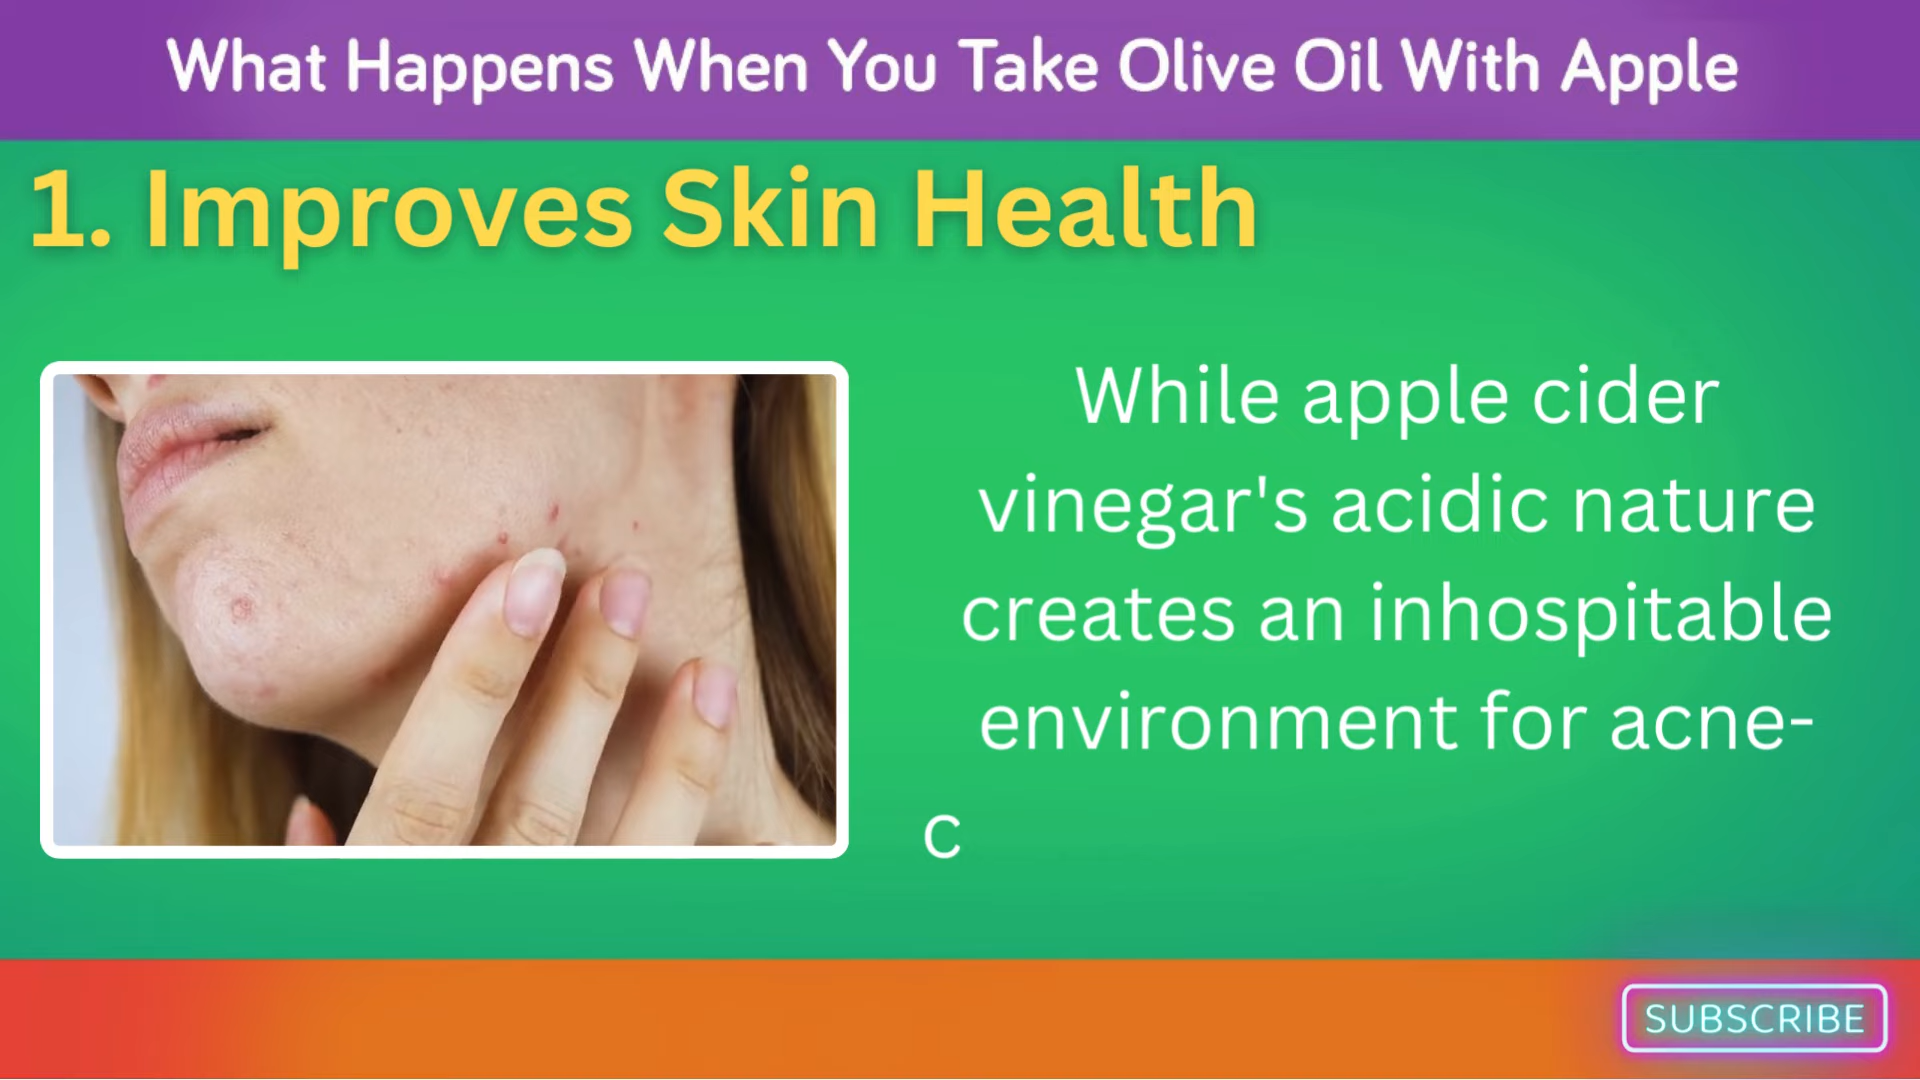 What Happens When You Take Olive Oil With Apple
1. Improves Skin Health
While apple cider
vinegar's acidic nature
creates an inhospitable
environment for acne-
c
SUBSCRIBE